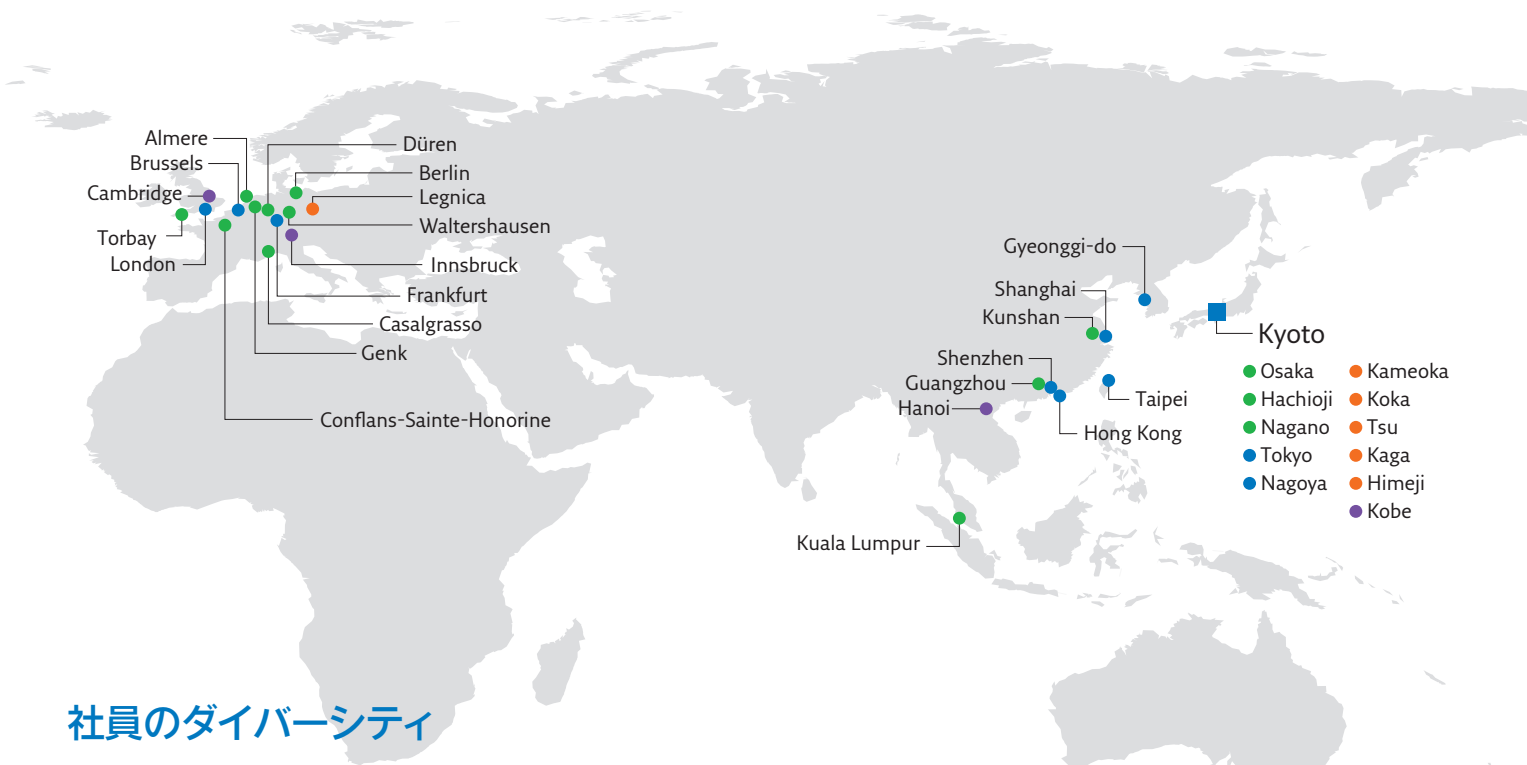 Almere
Brussels
Cambridge
Torbay
London
Düren
Berlin
Legnica
Waltershausen
Innsbruck
Frankfurt
Casalgrasso
Genk
Conflans-Sainte-Honorine
Gyeonggi-do
Shanghai
Kunshan
Shenzhen
Guangzhou
Hanoi
Taipei
Hong Kong
Kuala Lumpur
Kyoto
Osaka
Hachioji
Nagano
Tokyo
Nagoya
Kameoka
Koka
Tsu
Kaga
Himeji
Kobe
社員のダイバーシティ